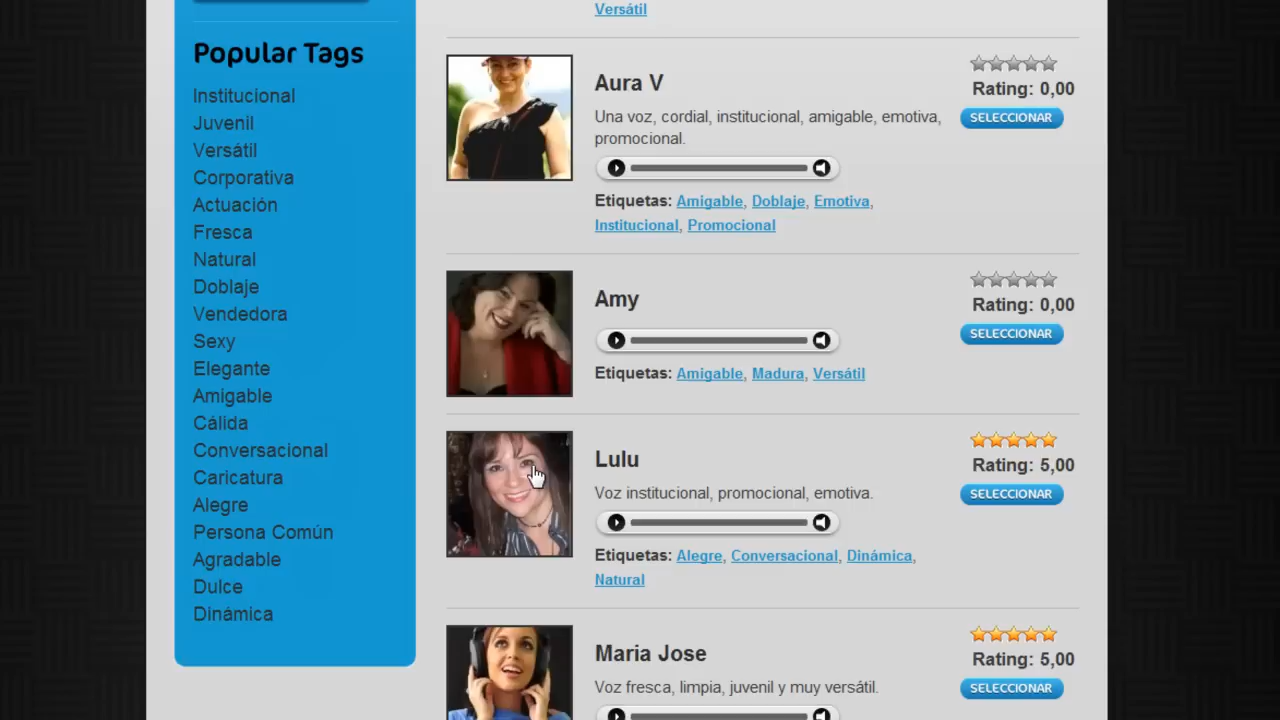 Popular Tags
Institucional
Juvenil
Versátil
Corporativa
Actuación
Fresca
Natural
Doblaje
Vendedora
Sexy
Elegante
Amigable
Cálida
Conversacional
Caricatura
Alegre
Persona Común
Agradable
Dulce
Dinámica
Versátil
Aura V
Rating: 0,00
SELECCIONAR
Una voz, cordial, institucional, amigable, emotiva,
promocional.
Etiquetas: Amigable, Doblaje, Emotiva,
Institucional, Promocional
Amy
Rating: 0,00
SELECCIONAR
Etiquetas: Amigable, Madura, Versátil
Lulu
Rating: 5,00
SELECCIONAR
Voz institucional, promocional, emotiva.
Etiquetas: Alegre, Conversacional, Dinámica,
Natural
Maria Jose
Rating: 5,00
SELECCIONAR
Voz fresca, limpia, juvenil y muy versátil.